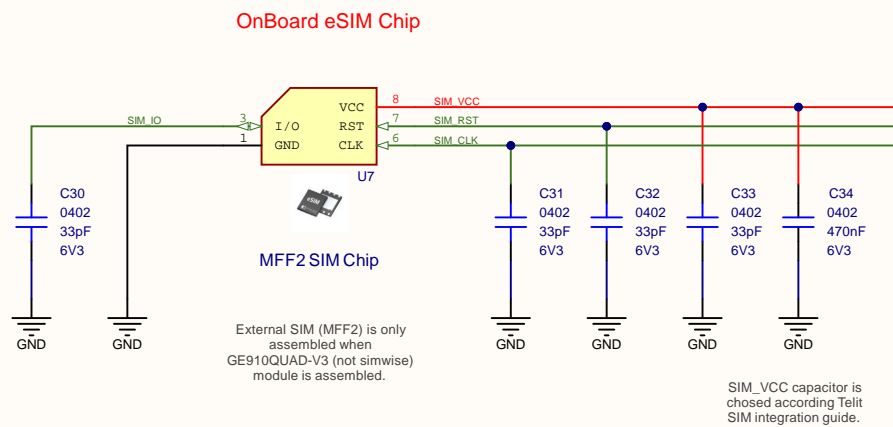 OnBoard eSIM Chip
VCC
8
SIM_VCC
SIM_IO
3
I/O
RST
7
SIM_RST
1
GND
CLK
6
SIM_CLK
U7
eSIM
C30
0402
33pF
6V3
C31
0402
33pF
6V3
C32
0402
33pF
6V3
C33
0402
33pF
6V3
C34
0402
470nF
6V3
MFF2 SIM Chip
GND
GND
GND
GND
GND
GND
External SIM (MFF2) is only
assembled when
GE910QUAD-V3 (not simwise)
module is assembled.
SIM_VCC capacitor is
chosed according Telit
SIM integration guide.